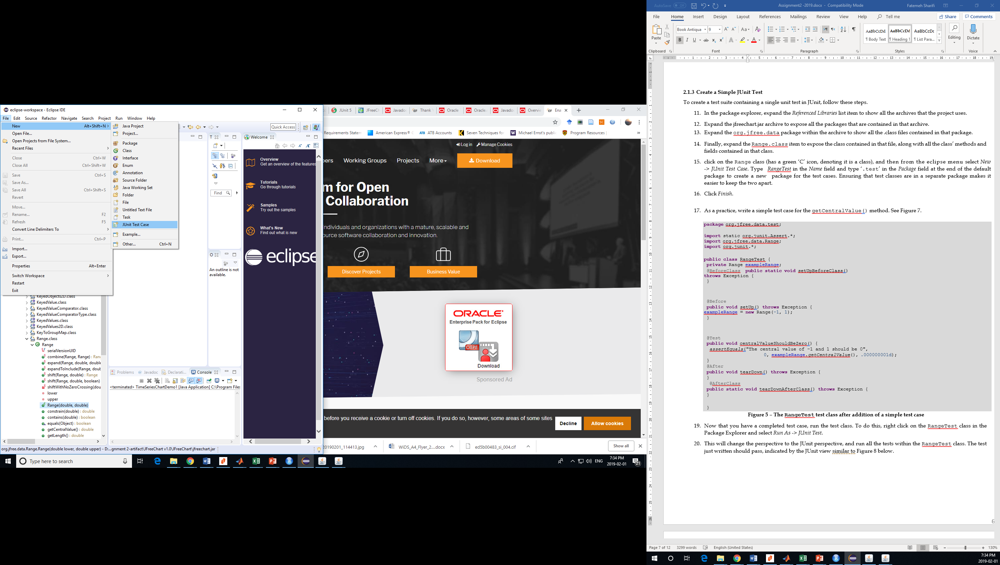 eclipse-workspace - Eclipse IDE
File Edit Source Refactor Navigate Search Project Run Window Help
New Alt+Shift+N >
Open File...
Open Projects from File System...
Recent Files
Close Ctrl+W
Close All Ctrl+Shift+W
Save Ctrl+S
Save As...
Save All Ctrl+Shift+S
Revert
Move...
Rename... F2
Refresh F5
Convert Line Delimiters To
Print... Ctrl+P
Import...
Export...
Properties Alt+Enter
Switch Workspace
Restart
Exit
Java Project
Project...
Package
Class
Interface
Enum
Annotation
Source Folder
Java Working Set
Folder
File
Untitled Text File
Task
JUnit Test Case
Example...
Other... Ctrl+N
Quick Access
T
Find
O
An outline is not
available.
Welcome
Overview
Get an overview of the features
Tutorials
Go through tutorials
Samples
Try out the samples
What's New
Find out what is new
eclipse
KeyedObjects2D.class
KeyedValue.class
KeyedValueComparator.class
KeyedValueComparatorType.class
KeyedValues.class
KeyedValues2D.class
KeyToGroupMap.class
Range.class
Range
serialVersionUID
combine(Range, Range) : Ran
expand(Range, double, double
expandToInclude(Range, doub
shift(Range, double) : Range
shift(Range, double, boolean)
shiftWithNoZeroCrossing(dou
lower
upper
Range(double, double)
constrain(double) : double
contains(double) : boolean
equals(Object) : boolean
getCentralValue() : double
getLength() : double
Problems @ Javadoc Declarati... Console
<terminated> TimeSeriesChartDemo1 [Java Application] C:\Program Files
org.jfree.data.Range.Range(double lower, double upper) - D:...gnment 2-artifact\JFreeChart v1.0\JFreeChart\jfreechart.jar
JUnit 5 JFreeCh Javadoc Thank Oracle Oracle Javadoc Overvie Ena
Requirements Statem American Express® ATB Accounts Seven Techniques for Michael Ernst's publi Program Resources | »
Log in Manage Cookies
bers Working Groups Projects More Download
m for Open
Collaboration
individuals and organizations with a mature, scalable and
ource software collaboration and innovation.
Discover Projects Business Value
ORACLE
Enterprise Pack for Eclipse
OEPE
Download
Sponsored Ad
before you receive a cookie or turn off cookies. If you do so, however, some areas of some sites
Decline Allow cookies
20190201_114413.jpg WiDS_A4_Flyer_2....docx ed5b00483_si_004.cif Show all
Type here to search
ENG 7:34 PM
2019-02-01
21
AutoSave Off Assignment2 -2019.docx - Compatibility Mode Fatemeh Sharifi
File Home Insert Design Layout References Mailings Review View Help Tell me Share Comments
Book Antiqua 9
Paste
AaBbCcDd AaBbCcDd AaBbCcDc
¶ Body Text ¶ Heading 1 ¶ List Para...
Editing Dictate
Clipboard Font Paragraph Styles Voice
2.1.3 Create a Simple JUnit Test
To create a test suite containing a single unit test in JUnit, follow these steps.
11. In the package explorer, expand the Referenced Libraries list item to show all the archives that the project uses.
12. Expand the jfreechart.jar archive to expose all the packages that are contained in that archive.
13. Expand the org.jfree.data package within the archive to show all the .class files contained in that package.
14. Finally, expand the Range.class item to expose the class contained in that file, along with all the class' methods and
fields contained in that class.
15. click on the Range class (has a green 'C' icon, denoting it is a class), and then from the eclipse menu select New
-> JUnit Test Case. Type RangeTest in the Name field and type '.test' in the Package field at the end of the default
package to create a new package for the test cases. Ensuring that test classes are in a separate package makes it
easier to keep the two apart.
16. Click Finish.
17. As a practice, write a simple test case for the getCentralValue() method. See Figure 7.
package org.jfree.data.test;
import static org.junit.Assert.*;
import org.jfree.data.Range;
import org.junit.*;
public class RangeTest {
private Range exampleRange;
@BeforeClass public static void setUpBeforeClass()
throws Exception {
}
@Before
public void setUp() throws Exception {
exampleRange = new Range(-1, 1);
}
@Test
public void centralValueShouldBeZero() {
assertEquals("The central value of -1 and 1 should be 0",
0, exampleRange.getCentralValue(), .000000001d);
}
@After
public void tearDown() throws Exception {
}
@AfterClass
public static void tearDownAfterClass() throws Exception {
}
}
Figure 5 – The RangeTest test class after addition of a simple test case
19. Now that you have a completed test case, run the test class. To do this, right click on the RangeTest class in the
Package Explorer and select Run As -> JUnit Test.
20. This will change the perspective to the JUnit perspective, and run all the tests within the RangeTest class. The test
just written should pass, indicated by the JUnit view similar to Figure 8 below.
6
Page 7 of 12 3299 words English (United States) 130%
7:34 PM
2019-02-01